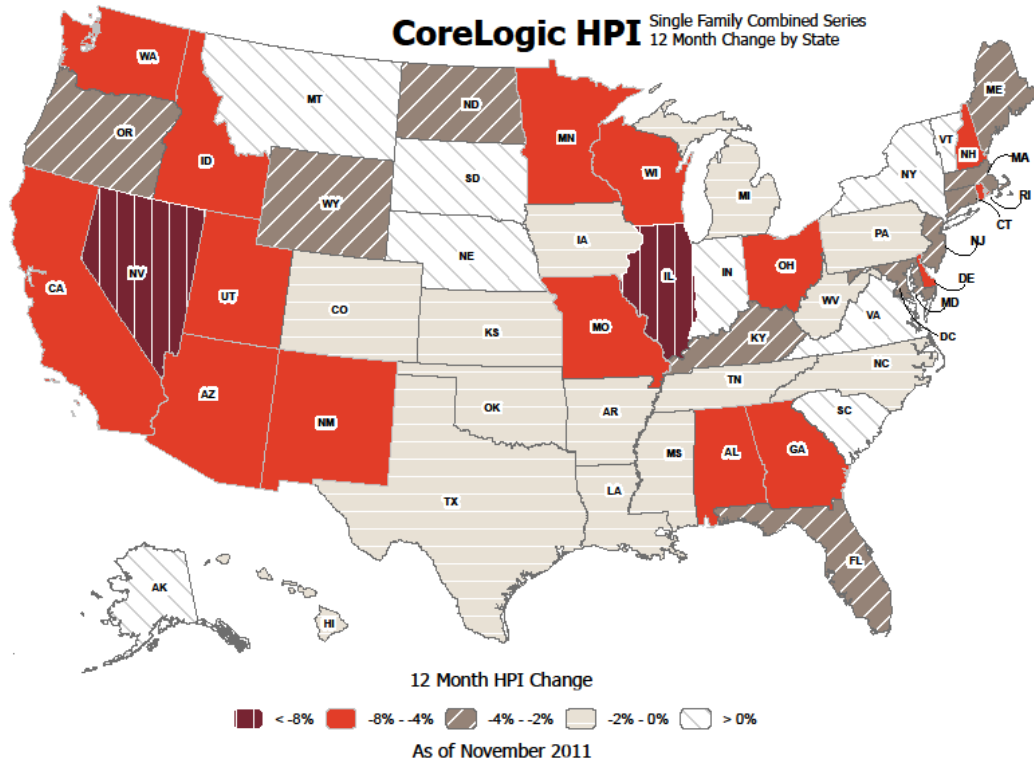 CoreLogic HPI
Single Family Combined Series
12 Month Change by State
WA
MT
ND
MN
ME
OR
ID
SD
WI
VT
NH
MA
NY
MI
RI
WY
CT
IA
PA
NJ
NE
NV
IL
IN
OH
DE
CA
UT
WV
MD
CO
VA
KS
MO
KY
DC
NC
TN
AZ
OK
AR
SC
NM
MS
AL
GA
LA
TX
FL
AK
HI
12 Month HPI Change
< -8% -8% - -4% -4% - -2% -2% - 0% > 0%
As of November 2011